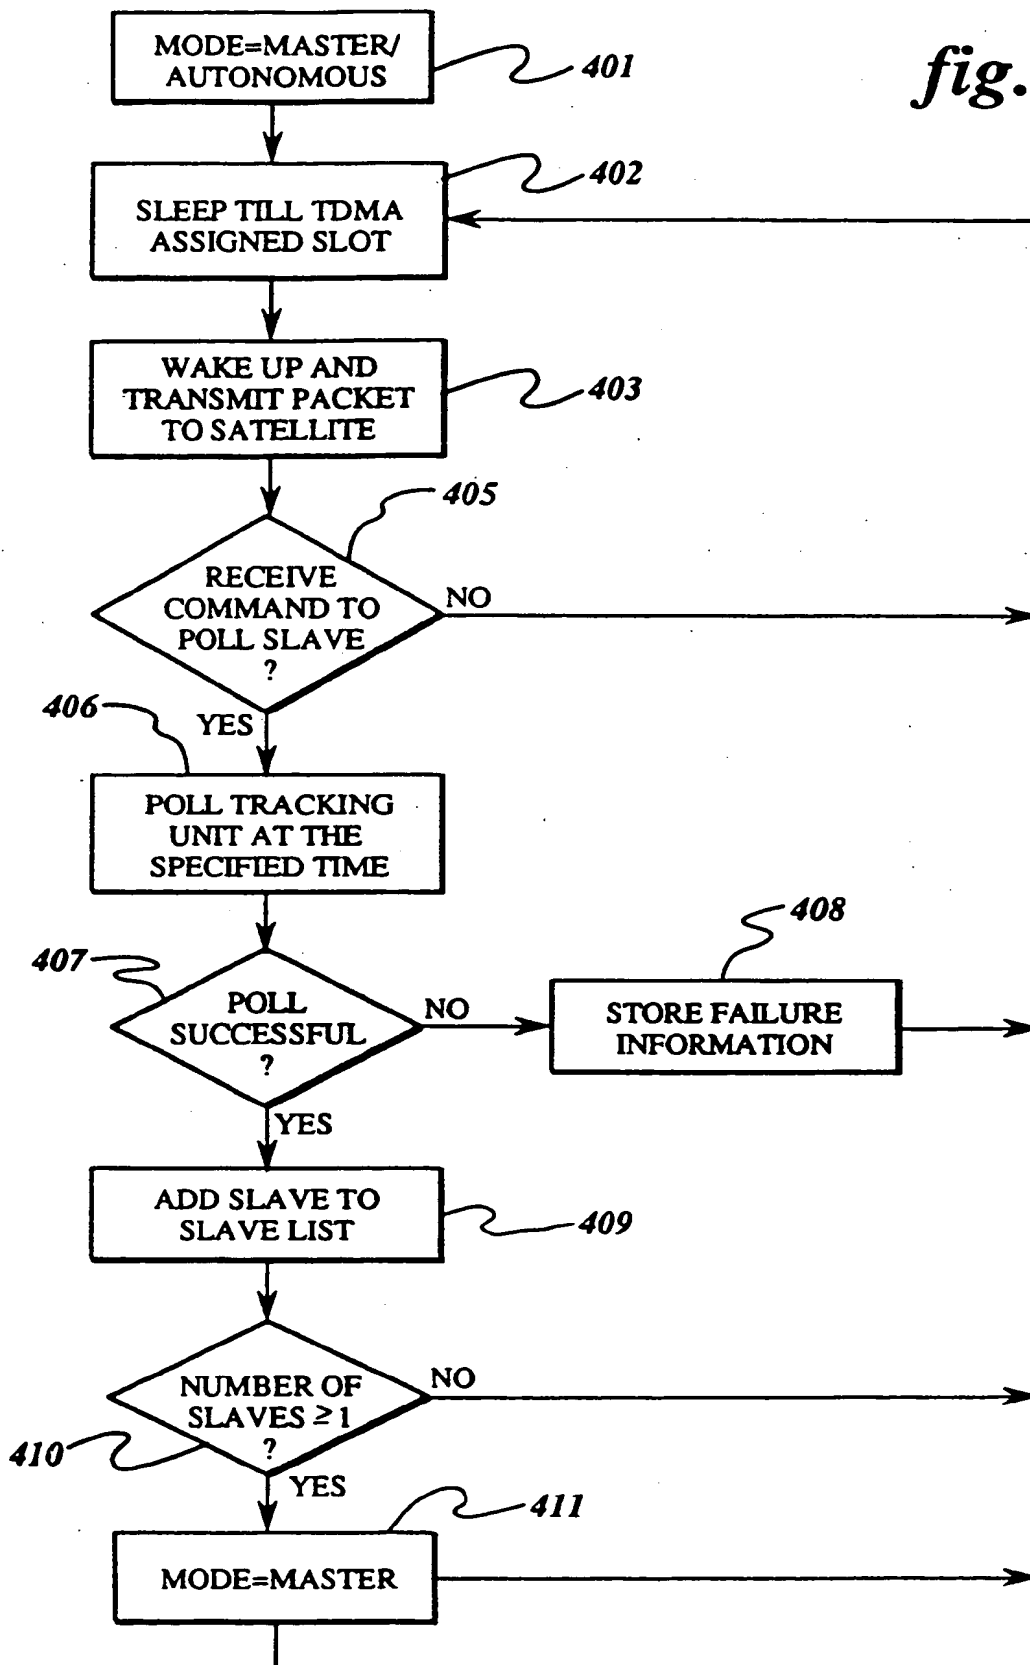 MODE=MASTER/
AUTONOMOUS
401
fig.
SLEEP TILL TDMA
ASSIGNED SLOT
402
WAKE UP AND
TRANSMIT PACKET
TO SATELLITE
403
405
RECEIVE
COMMAND TO
POLL SLAVE
?
NO
YES
406
POLL TRACKING
UNIT AT THE
SPECIFIED TIME
407
POLL
SUCCESSFUL
?
NO
408
STORE FAILURE
INFORMATION
YES
ADD SLAVE TO
SLAVE LIST
409
NUMBER OF
SLAVES ≥ 1
?
NO
410
YES
411
MODE=MASTER